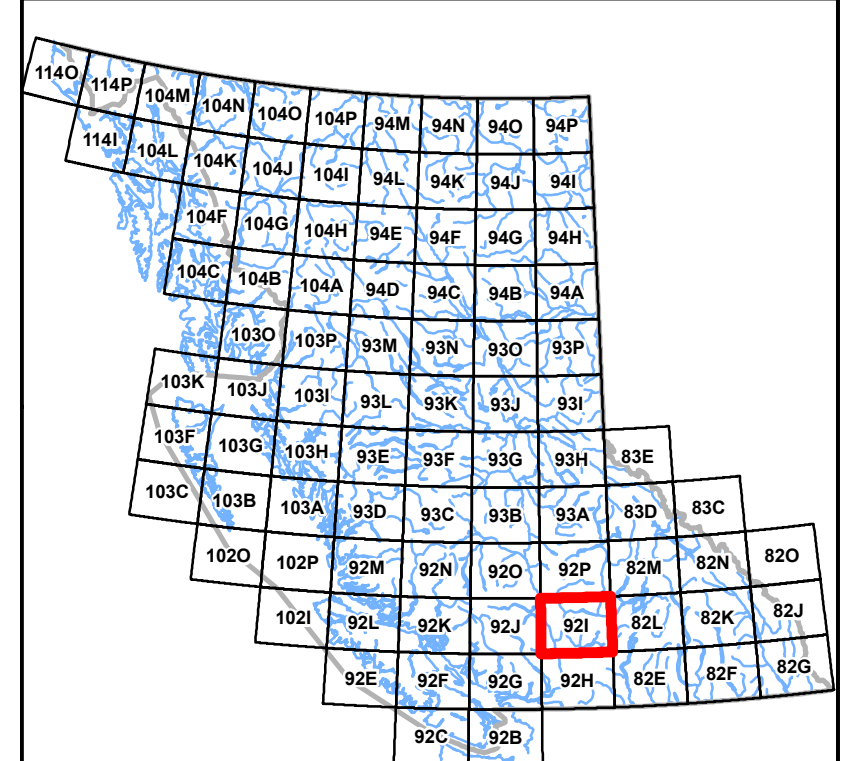 114O 114P 104M 104N 104O 104P 94M 94N 94O 94P
114I 104L 104K 104J 104I 94L 94K 94J 94I
104F 104G 104H 94E 94F 94G 94H
104C 104B 104A 94D 94C 94B 94A
103O 103P 93M 93N 93O 93P
103K 103J 103I 93L 93K 93J 93I
103F 103G 103H 93E 93F 93G 93H 83E
103C 103B 103A 93D 93C 93B 93A 83D 83C
102O 102P 92M 92N 92O 92P 82M 82N 82O
102I 92L 92K 92J 92I 82L 82K 82J
92E 92F 92G 92H 82E 82F 82G
92C 92B